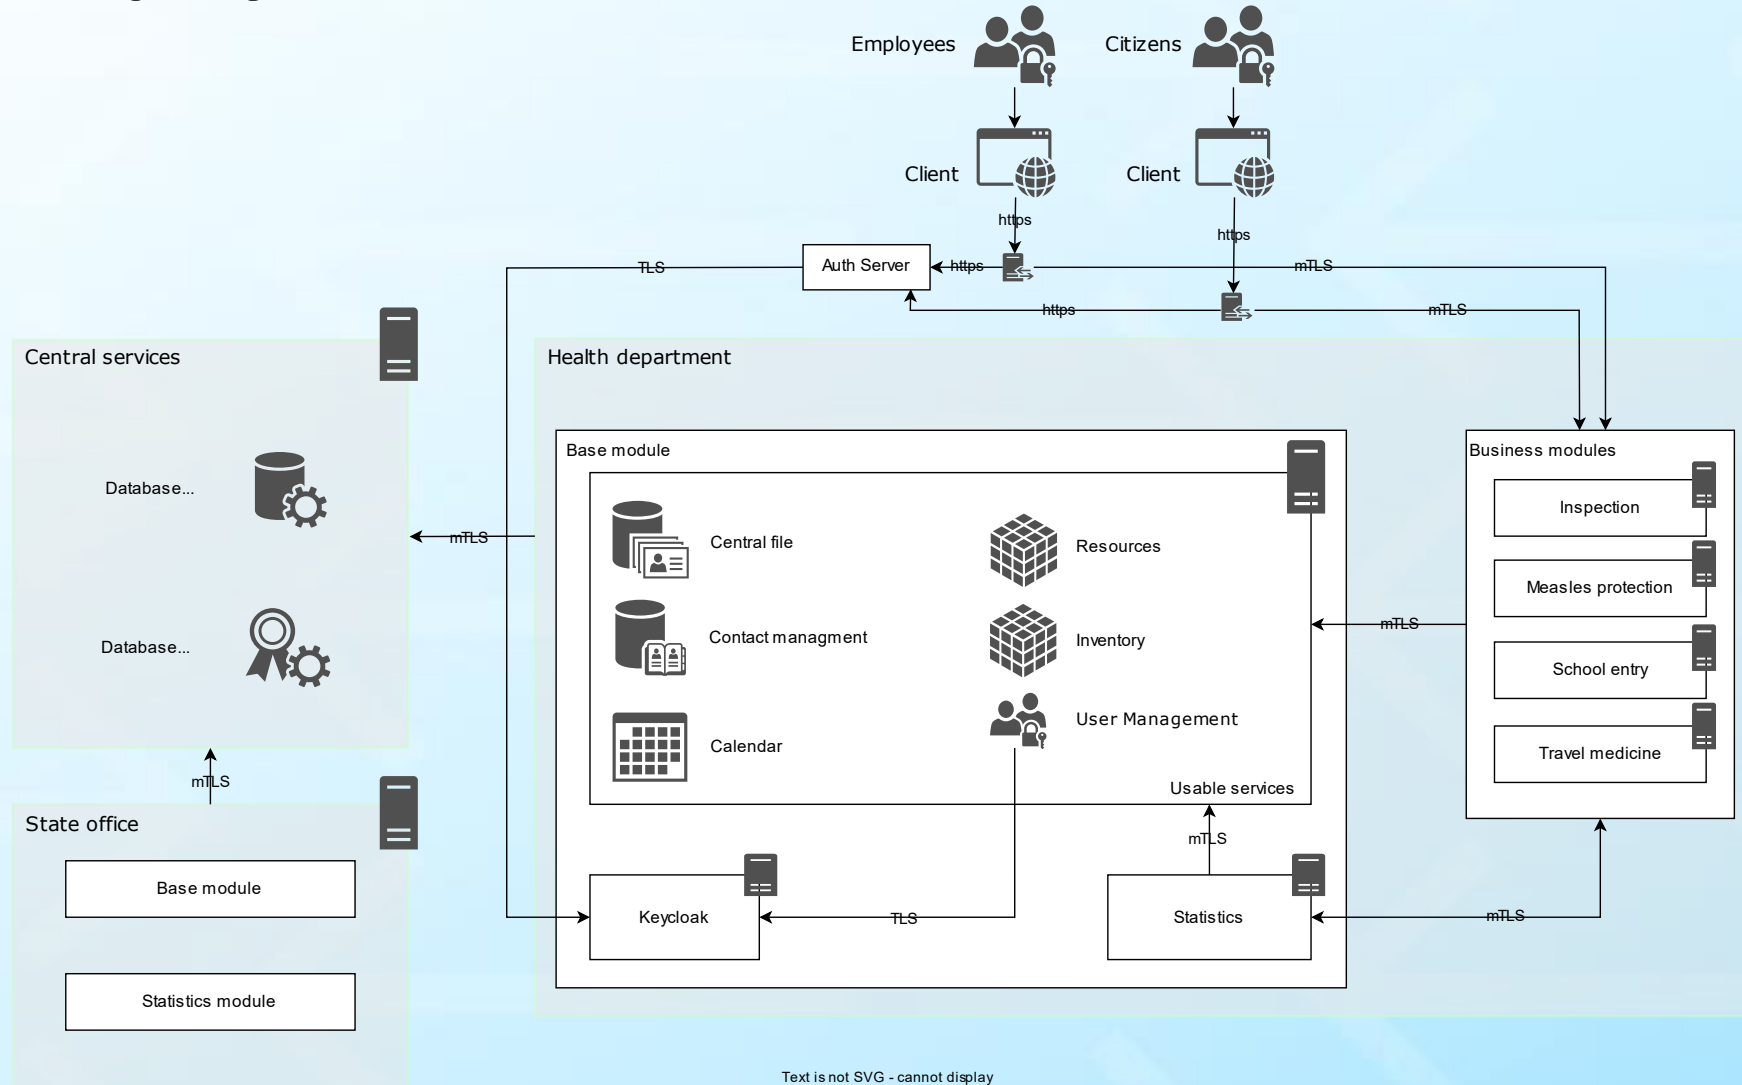 Employees
Citizens
Client
Client
https
https
Auth Server
https
mTLS
TLS
https
mTLS
Central services
Health department
Database...
Database...
mTLS
Base module
Central file
Resources
Contact managment
Inventory
Calendar
User Management
Usable services
mTLS
Business modules
Inspection
Measles protection
School entry
Travel medicine
mTLS
mTLS
State office
Base module
Statistics module
Keycloak
TLS
Statistics
mTLS
Text is not SVG - cannot display